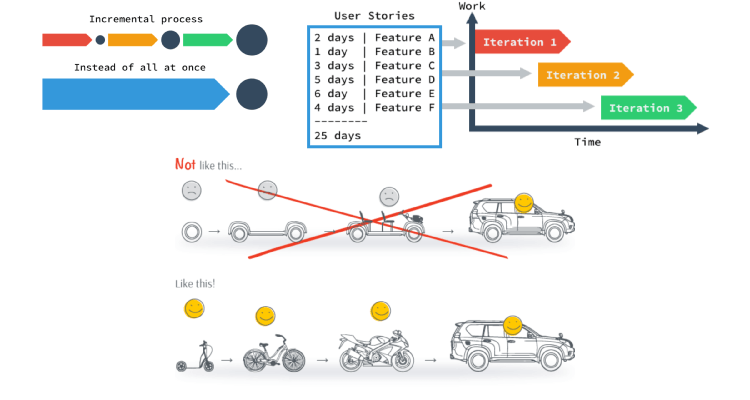 Incremental process
Instead of all at once
User Stories
2 days | Feature A
1 day | Feature B
3 days | Feature C
5 days | Feature D
6 day | Feature E
4 days | Feature F
--------
25 days
Work
Iteration 1
Iteration 2
Iteration 3
Time
Not like this...
Like this!